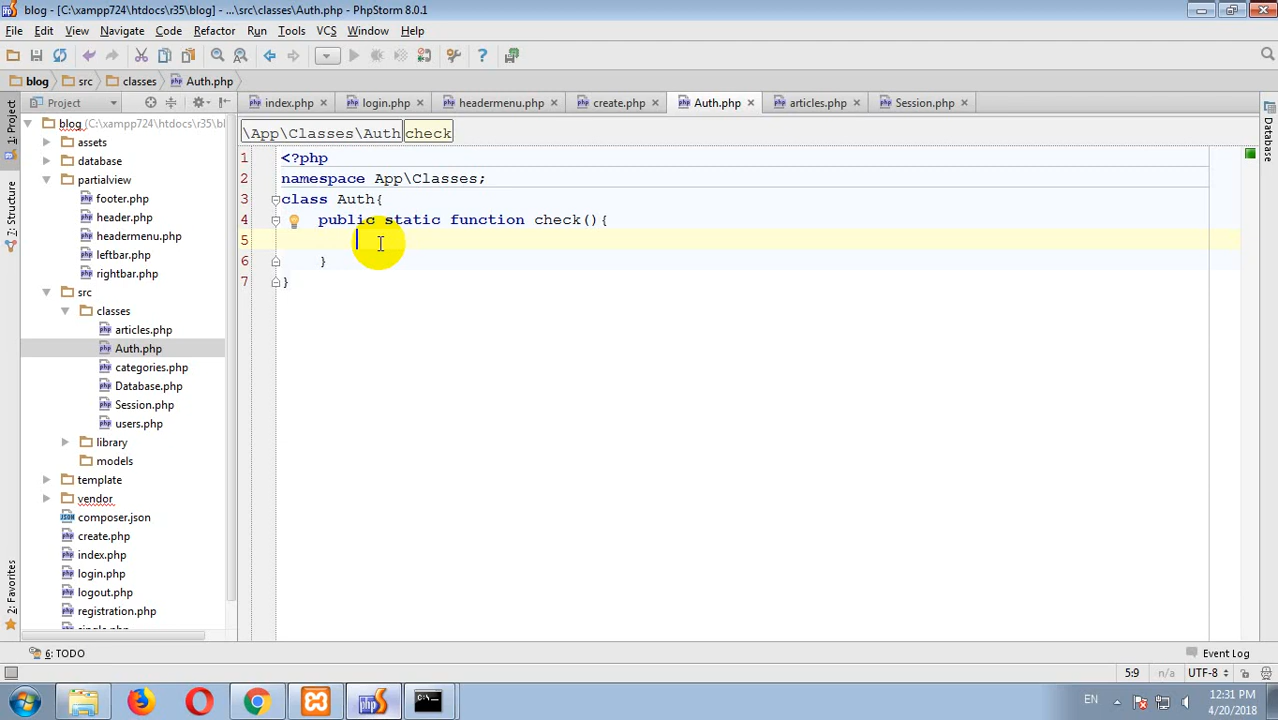 blog - [C:\xampp724\htdocs\r35\blog] - ...\src\classes\Auth.php - PhpStorm 8.0.1
File Edit View Navigate Code Refactor Run Tools VCS Window Help
blog src classes Auth.php
1: Project
7: Structure
2: Favorites
Project
index.php login.php headermenu.php create.php Auth.php articles.php Session.php
Database
blog (C:\xampp724\htdocs\r35\bl
assets
database
partialview
footer.php
header.php
headermenu.php
leftbar.php
rightbar.php
src
classes
articles.php
Auth.php
categories.php
Database.php
Session.php
users.php
library
models
template
vendor
composer.json
create.php
index.php
login.php
logout.php
registration.php
single.php
\App\Classes\Auth check
1 <?php
2 namespace App\Classes;
3 class Auth{
4 public static function check(){
5
6 }
7 }
6: TODO
Event Log
5:9 n/a UTF-8
EN
12:31 PM
4/20/2018